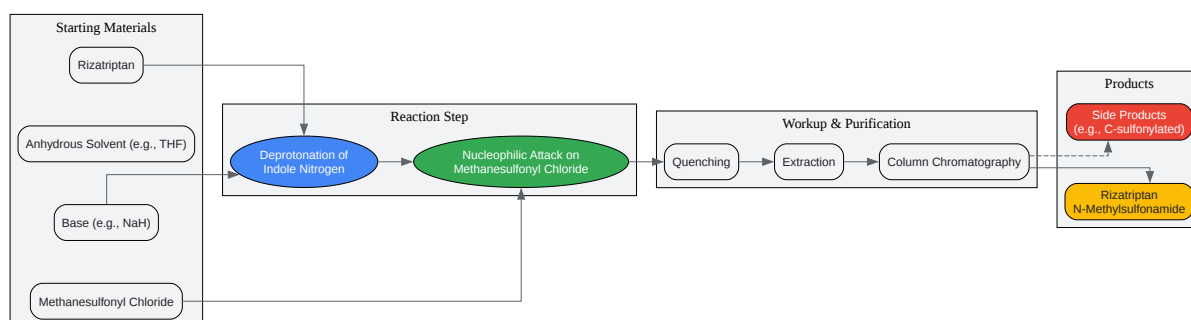 Starting Materials
Rizatriptan
Anhydrous Solvent (e.g., THF)
Base (e.g., NaH)
Methanesulfonyl Chloride
Reaction Step
Deprotonation of
Indole Nitrogen
Nucleophilic Attack on
Methanesulfonyl Chloride
Workup & Purification
Quenching
Extraction
Column Chromatography
Products
Side Products
(e.g., C-sulfonylated)
Rizatriptan
N-Methylsulfonamide